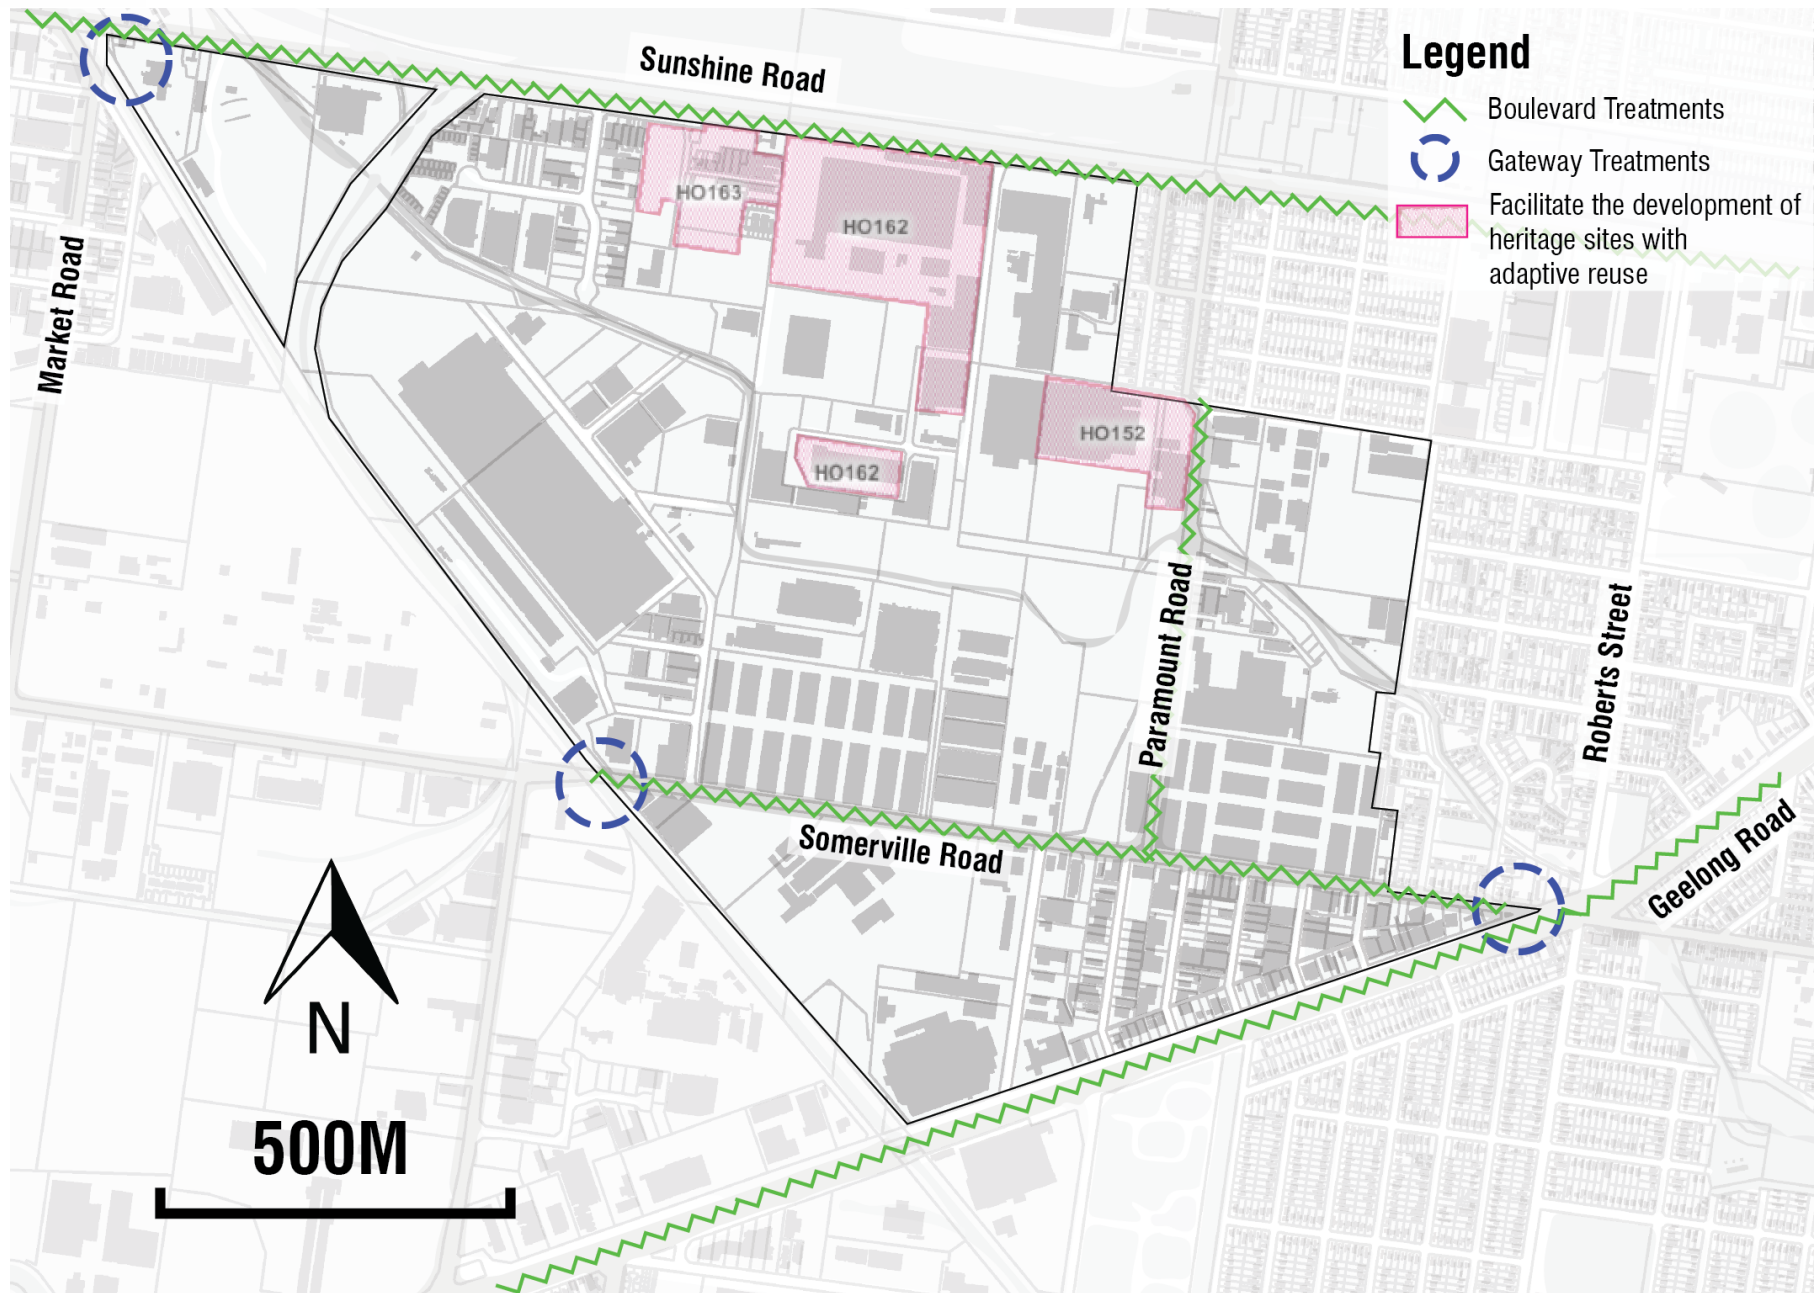 Legend
Boulevard Treatments
Gateway Treatments
Facilitate the development of
heritage sites with
adaptive reuse
Sunshine Road
HO163
HO162
Market Road
HO152
HO162
Paramount Road
Roberts Street
Somerville Road
Geelong Road
N
500M